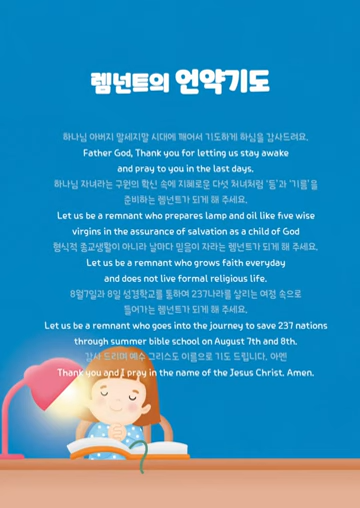 렘넌트의 언약기도
하나님 아버지 말세지말 시대에 깨어서 기도하게 하심을 감사드려요.
Father God, Thank you for letting us stay awake
and pray to you in the last days.
하나님 자녀라는 구원의 확신 속에 지혜로운 다섯 처녀처럼 '등'과 '기름'을
준비하는 렘넌트가 되게 해 주세요.
Let us be a remnant who prepares lamp and oil like five wise
virgins in the assurance of salvation as a child of God
형식적 종교생활이 아니라 날마다 믿음이 자라는 렘넌트가 되게 해 주세요.
Let us be a remnant who grows faith everyday
and does not live formal religious life.
8월7일과 8일 성경학교를 통하여 237나라를 살리는 여정 속으로
들어가는 렘넌트가 되게 해 주세요.
Let us be a remnant who goes into the journey to save 237 nations
through summer bible school on August 7th and 8th.
감사 드리며 예수 그리스도 이름으로 기도 드립니다. 아멘
Thank you and I pray in the name of the Jesus Christ. Amen.